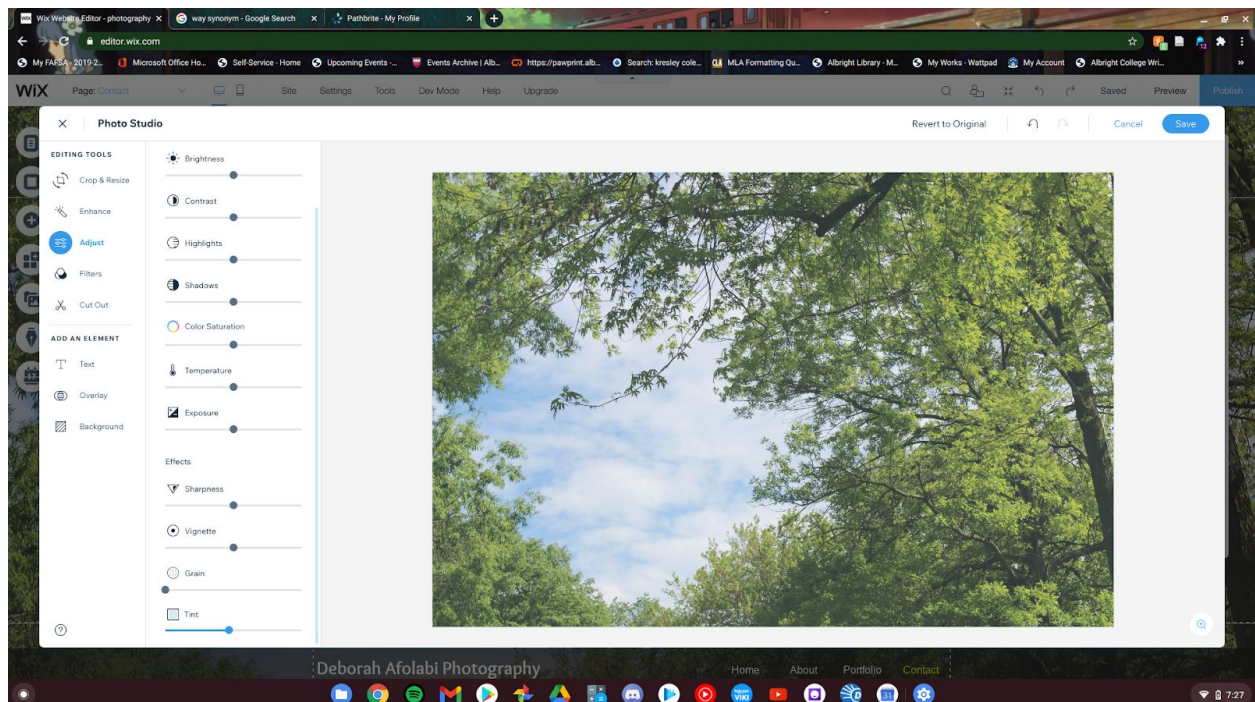 Wix Website Editor - photography
way synonym - Google Search
Pathbrite - My Profile
editor.wix.com
My FAFSA - 2019-2...
Microsoft Office Ho...
Self-Service - Home
Upcoming Events -...
Events Archive | Alb...
https://pawprint.alb...
Search: kresley cole...
MLA Formatting Qu...
Albright Library - M...
My Works - Wattpad
My Account
Albright College Wri...
WiX
Page: Contact
Site
Settings
Tools
Dev Mode
Help
Upgrade
Saved
Preview
Publish
Photo Studio
Revert to Original
Cancel
Save
EDITING TOOLS
Crop & Resize
Enhance
Adjust
Filters
Cut Out
ADD AN ELEMENT
Text
Overlay
Background
Brightness
Contrast
Highlights
Shadows
Color Saturation
Temperature
Exposure
Effects
Sharpness
Vignette
Grain
Tint
Deborah Afolabi Photography
Home
About
Portfolio
Contact
7:27